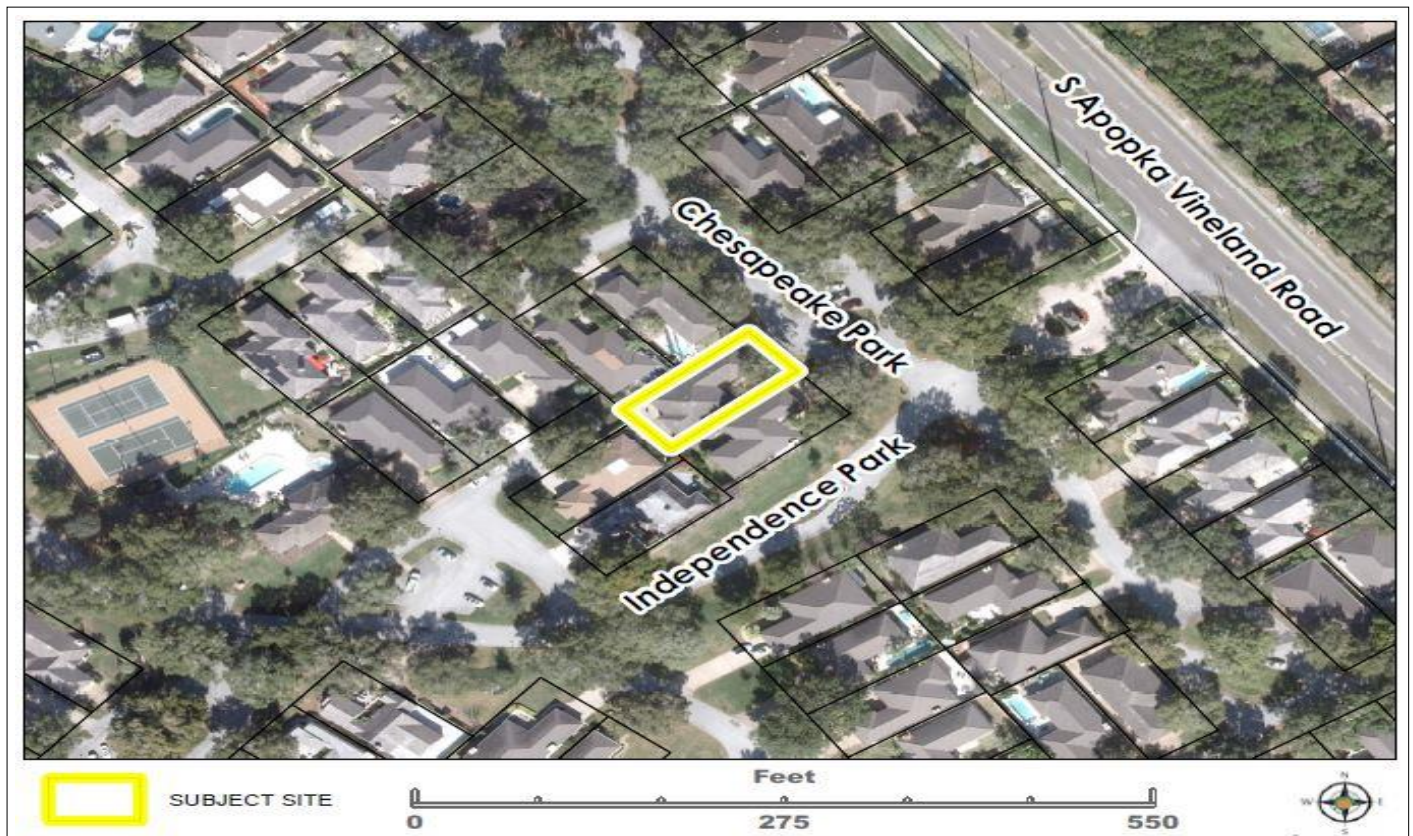 S Apopka Vineland Road
Chesapeake Park
Independence Park
SUBJECT SITE
Feet
0 275 550
N
W E
S